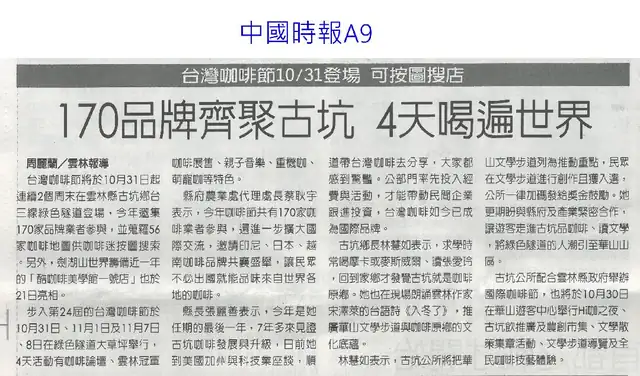 中國時報A9
台灣咖啡節10/31登場 可按圖搜店
170品牌齊聚古坑 4天喝遍世界
周麗蘭／雲林報導
台灣咖啡節將於10月31日起
連續2個周末在雲林縣古坑鄉台
三線綠色隧道登場，今年邀集
170家品牌業者參與，並蒐羅56
家咖啡地圖供咖啡迷按圖搜索
。另外，劍湖山世界籌備近一年
的「酷咖啡美學館一號店」也於
21日亮相。
步入第24屆的台灣咖啡節於
10月31日、11月1日及11月7日
、8日在綠色隧道大草坪舉行，
4天活動有咖啡論壇、雲林冠軍
咖啡展售、親子音樂、重機咖、
萌寵咖等特色。
縣府農業處代理處長蔡耿宇
表示，今年咖啡節共有170家咖
啡業者參與，還進一步擴大國
際交流，邀請印尼、日本、越
南咖啡品牌共襄盛舉，讓民眾
不必出國就能品味來自世界各
地的咖啡。
縣長張麗善表示，今年是她
任期的最後一年，7年多來見證
古坑咖啡發展與升級，日前她
到美國加州與科技業座談，順
道帶台灣咖啡去分享，大家都
感到驚豔。公部門率先投入經
費與活動，才能帶動民間企業
跟進投資，台灣咖啡如今已成
為國際品牌。
古坑鄉長林慧如表示，求學時
常喝摩卡或麥斯威爾、讀張愛玲
，回到家鄉才發覺古坑就是咖啡
原鄉。她也在現場朗誦雲林作家
宋澤萊的台語詩《入冬了》，推
廣華山文學步道與咖啡原鄉的文
化底蘊。
林慧如表示，古坑公所將把華
山文學步道列為推動重點，民眾
在文學步道進行創作且獲入選，
公所一律加碼發給獎金鼓勵。她
更期盼與縣府及產業緊密合作，
讓遊客走進古坑品咖啡、讀文學
，將綠色隧道的人潮引至華山山
區。
古坑公所配合雲林縣政府舉辦
國際咖啡節，也將於10月30日
在華山遊客中心舉行Hi咖之夜、
古坑飲推廣及農創市集、文學散
策集章活動、文學步道導覽及全
民咖啡技藝體驗。